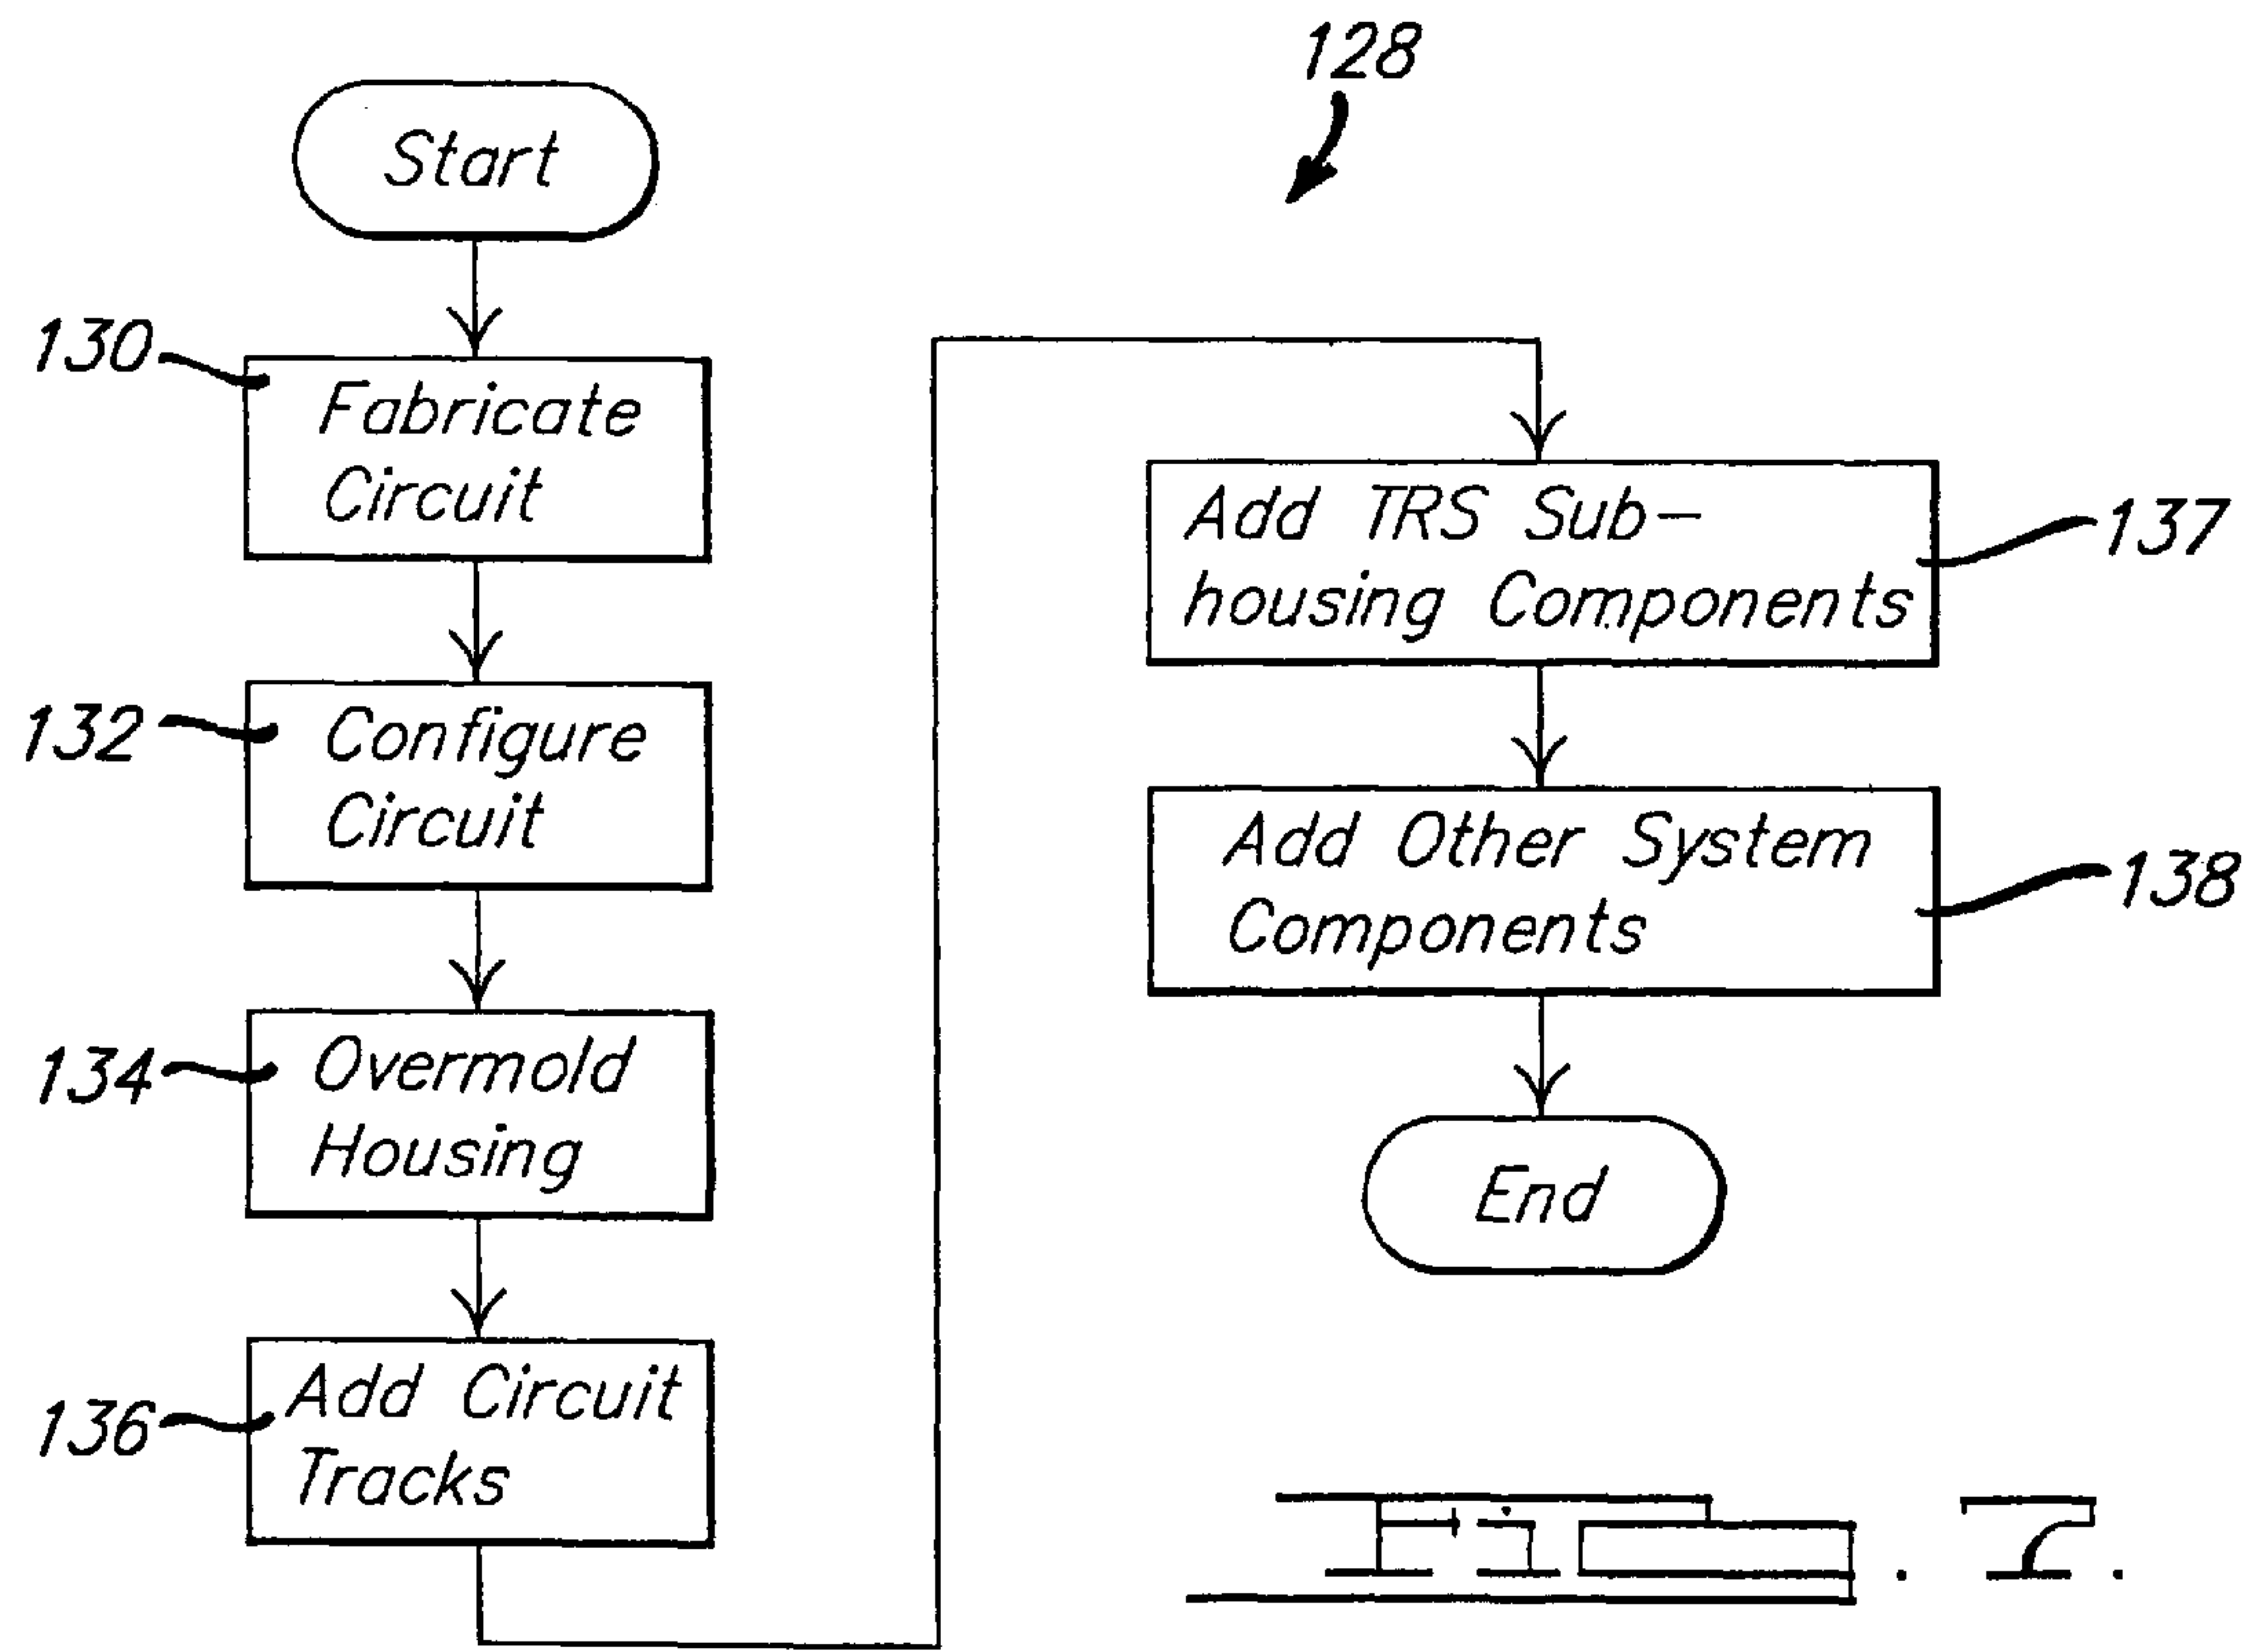 128
Start
130
Fabricate
Circuit
132
Configure
Circuit
134
Overmold
Housing
136
Add Circuit
Tracks
Add TRS Sub-
housing Components
137
Add Other System
Components
138
End
Fig. 7.